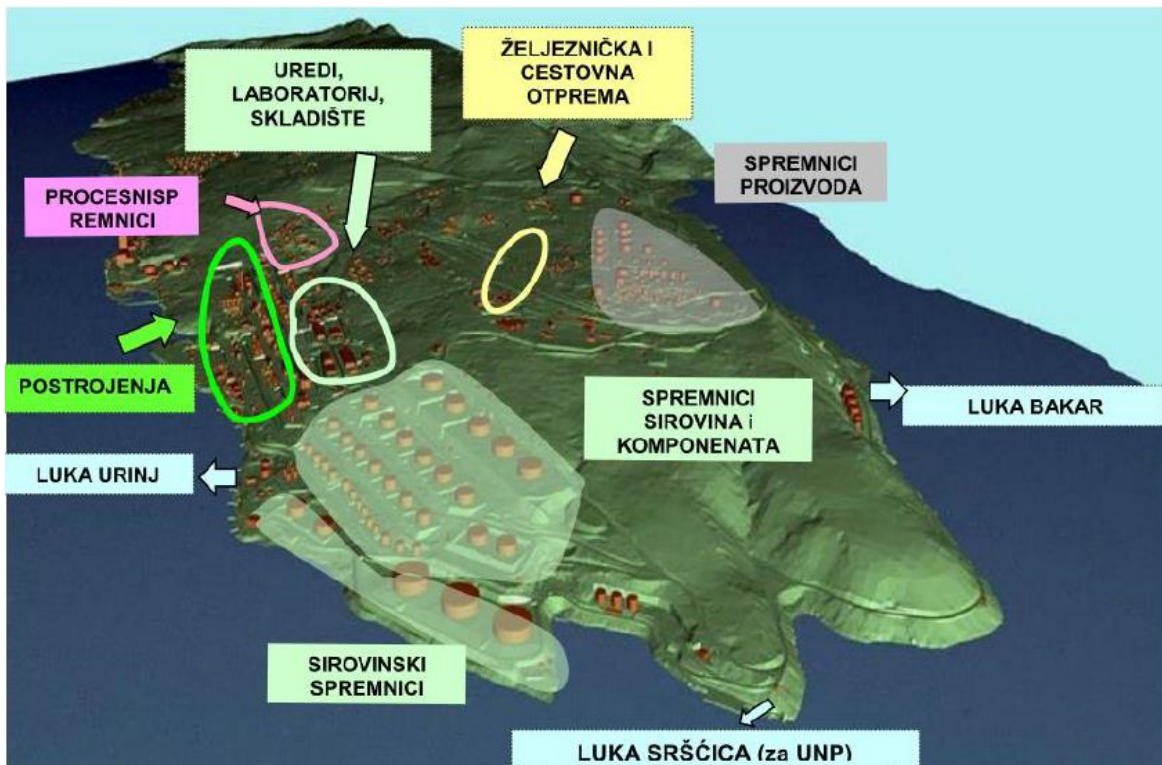 UREDI,
LABORATORIJ,
SKLADIŠTE
ŽELJEZNIČKA I
CESTOVNA
OTPREMA
SPREMNICI
PROIZVODA
PROCESNISP
REMNICI
POSTROJENJA
SPREMNICI
SIROVINA i
KOMPONENATA
LUKA BAKAR
LUKA URINJ
SIROVINSKI
SPREMNICI
LUKA SRŠĆICA (za UNP)